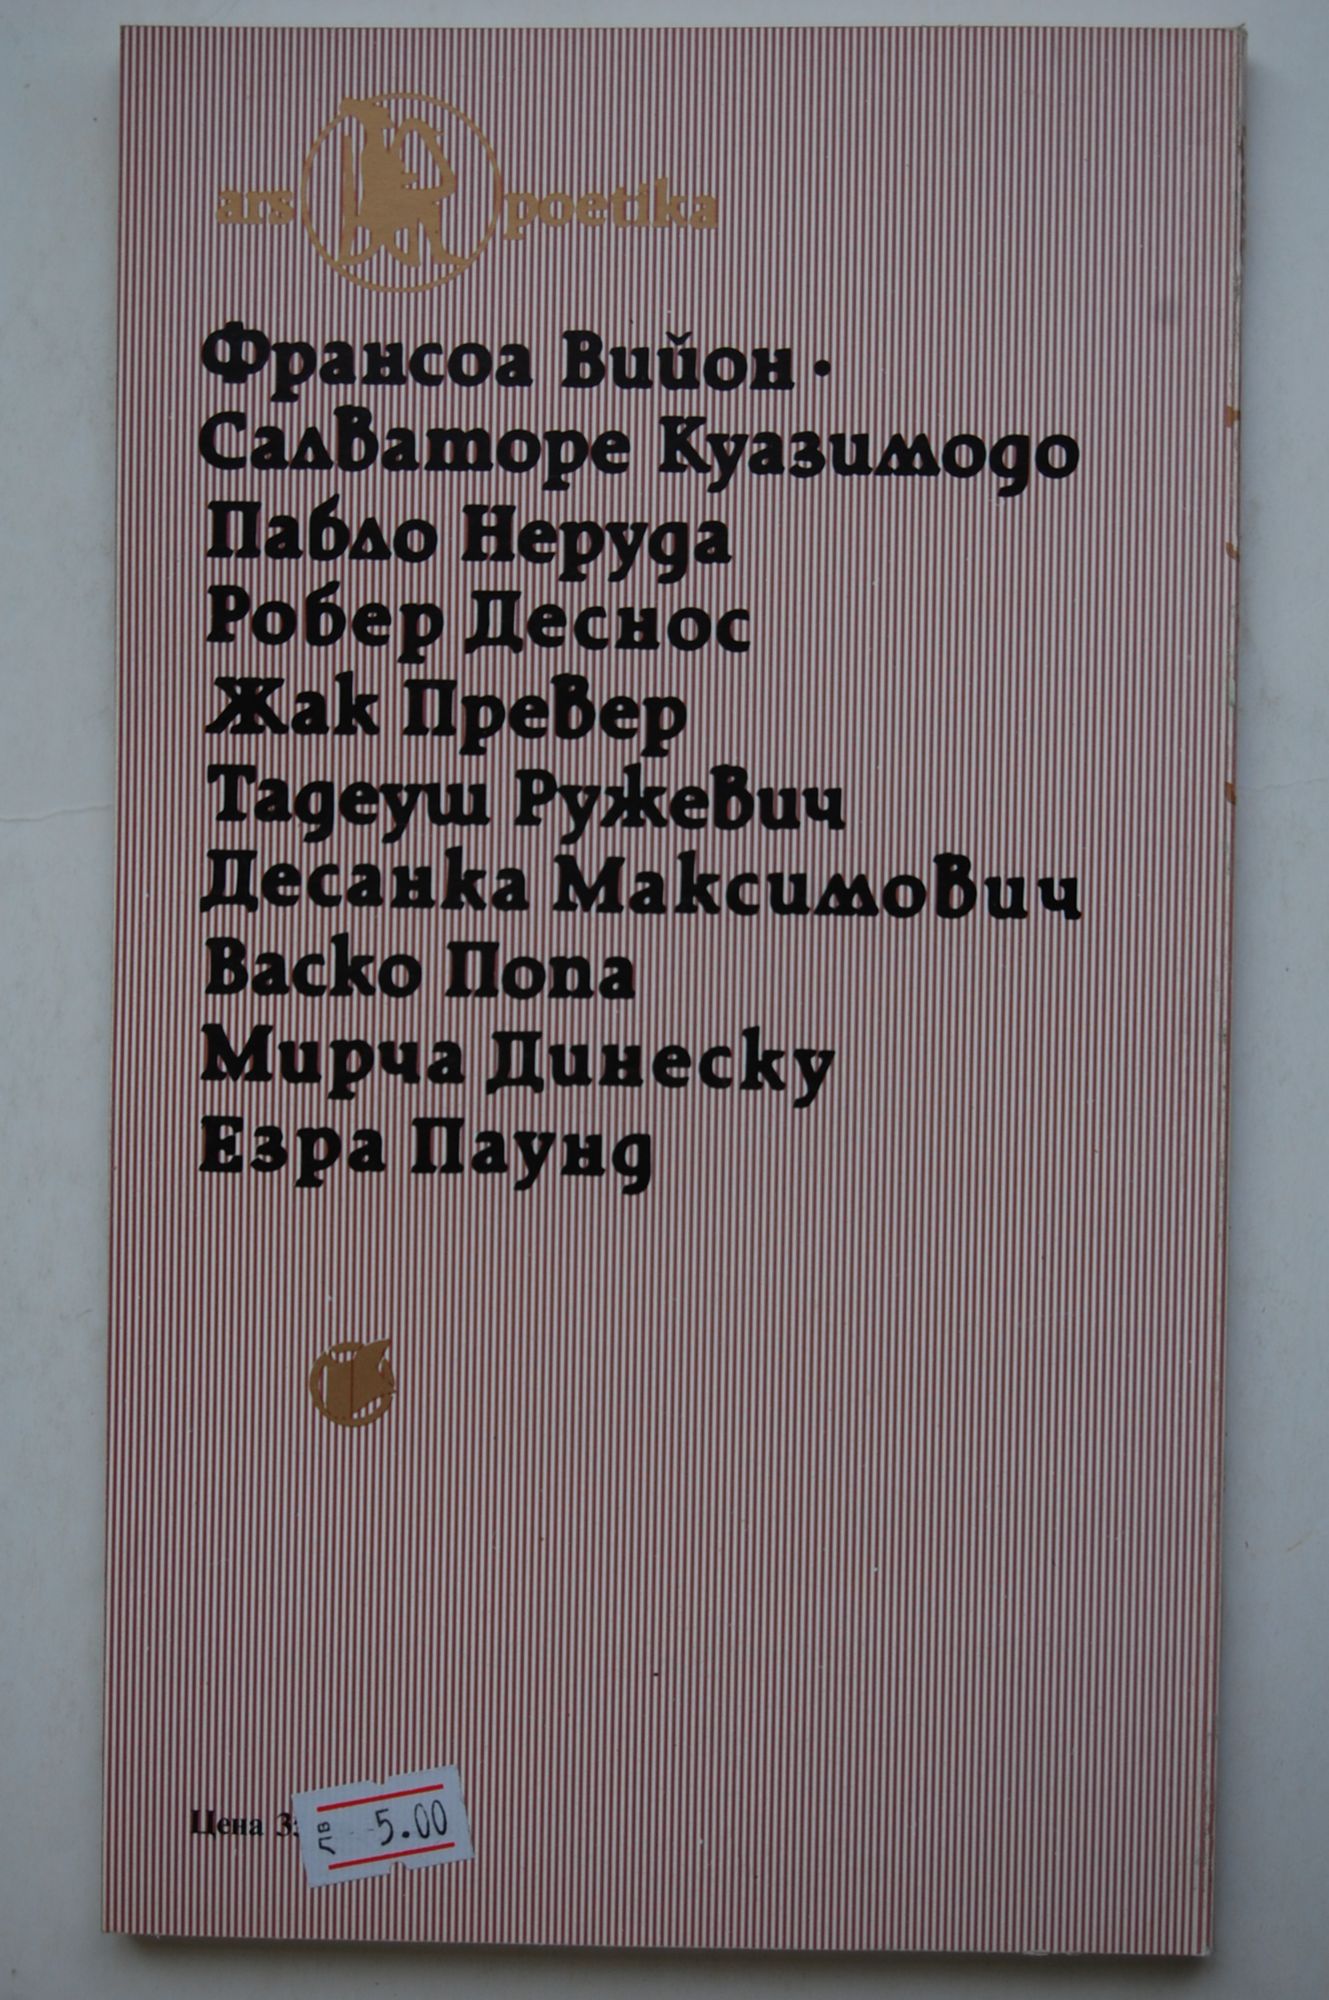 ars poetika
Франсоа Вийон •
Салваторе Куазимодо
Пабло Неруда
Робер Деснос
Жак Превер
Тадеуш Ружевич
Десанка Максимович
Васко Попа
Мирча Динеску
Езра Паунд
Цена
лв 5.00